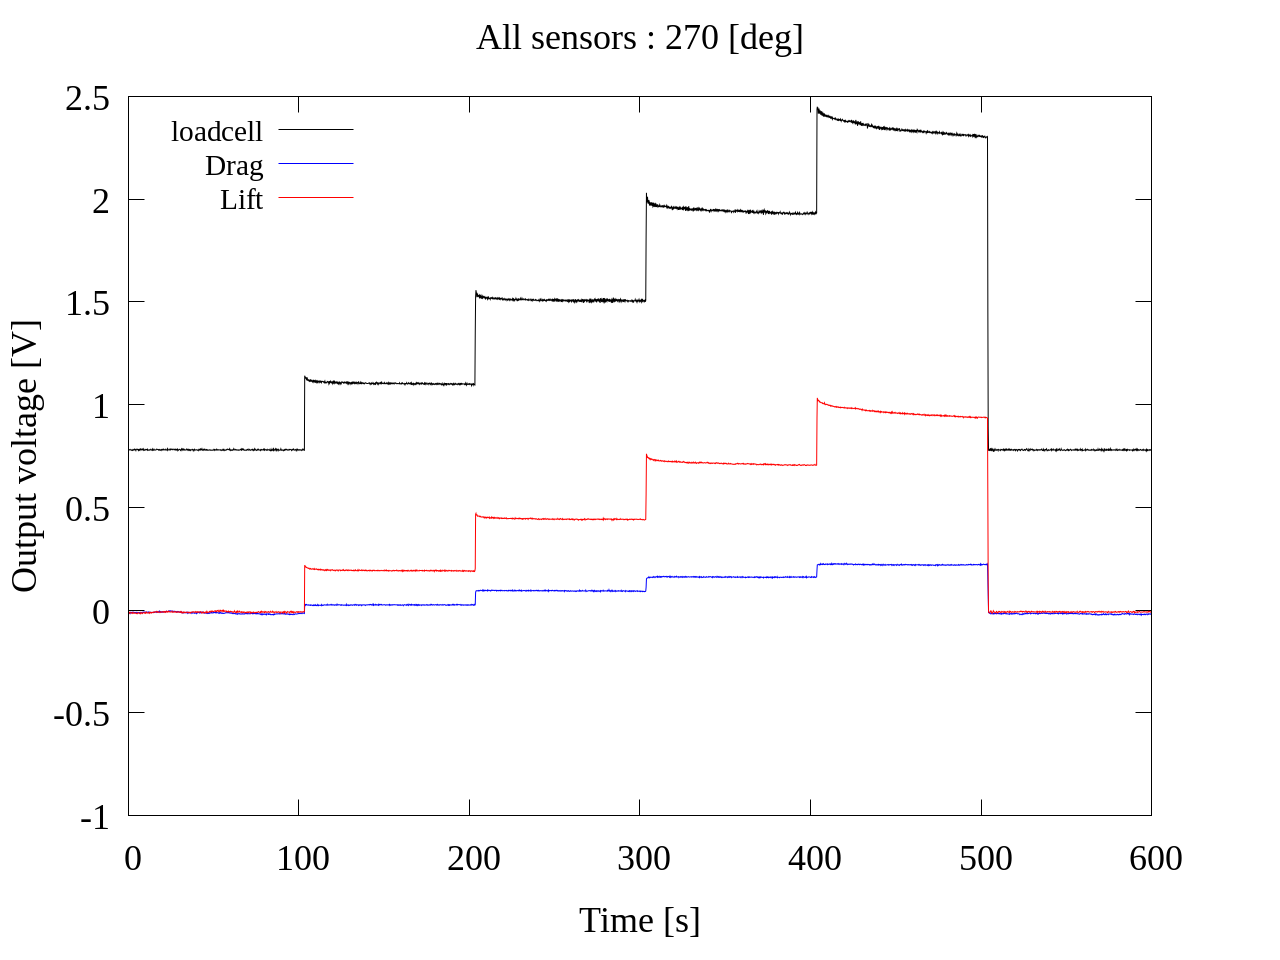 All sensors : 270 [deg]
2.5
2
1.5
1
0.5
0
-0.5
-1
loadcell
Drag
Lift
Output voltage [V]
0 100 200 300 400 500 600
Time [s]